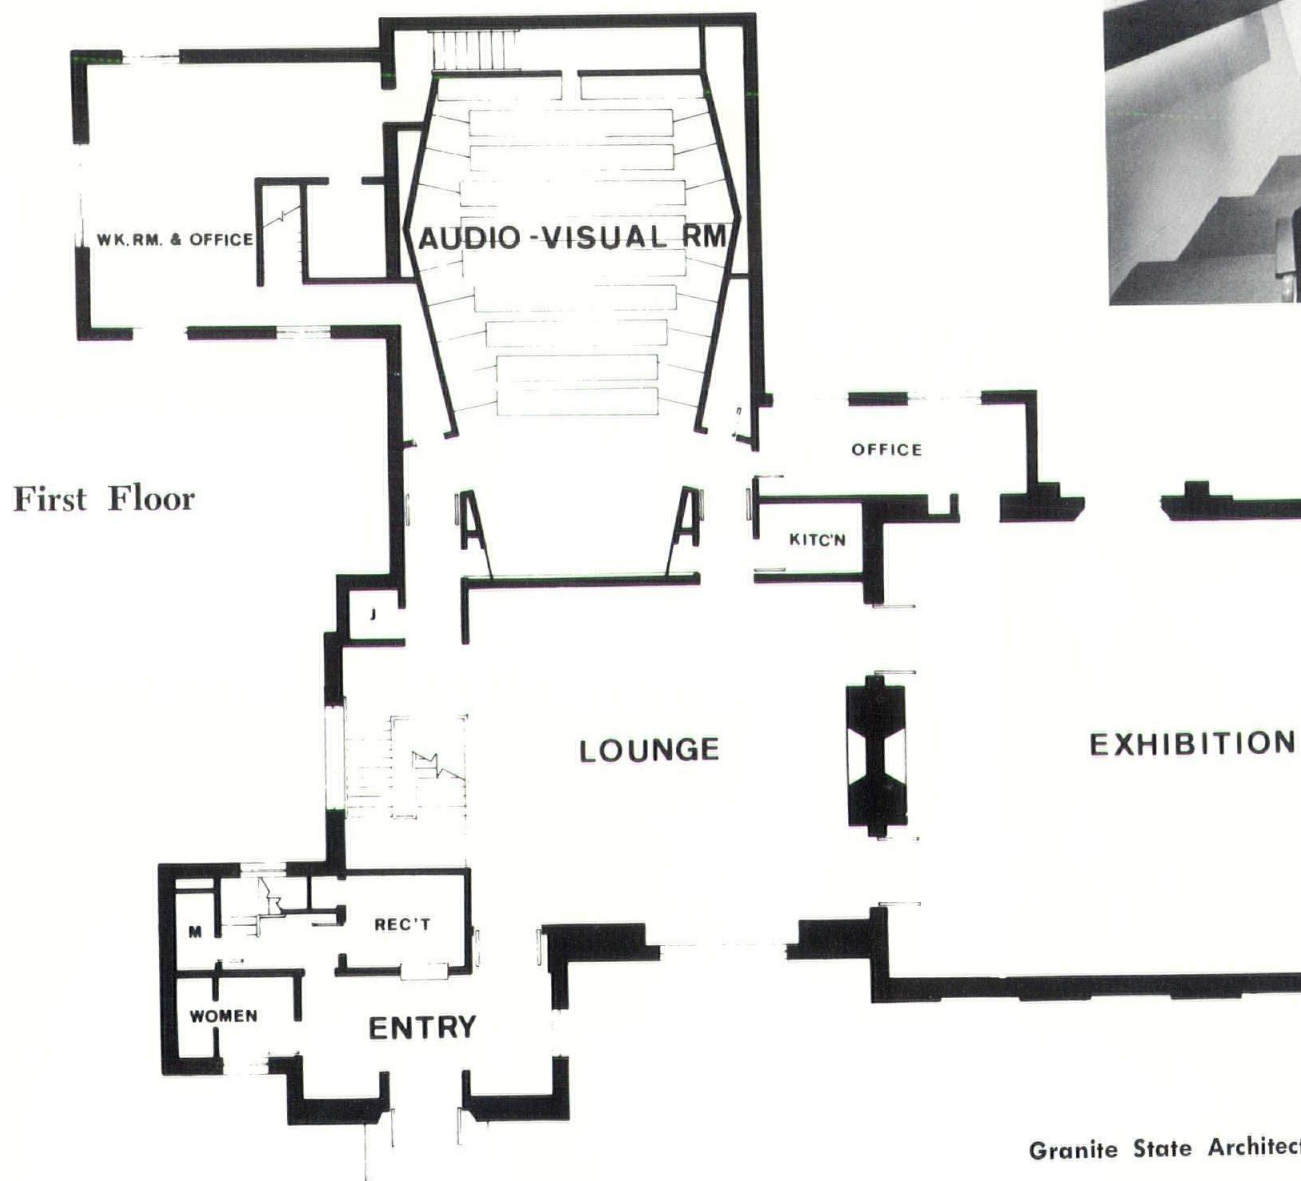 WK. RM. & OFFICE
AUDIO - VISUAL RM
OFFICE
First Floor
KITC'N
J
LOUNGE
EXHIBITION
M
REC'T
WOMEN
ENTRY
Granite State Architect